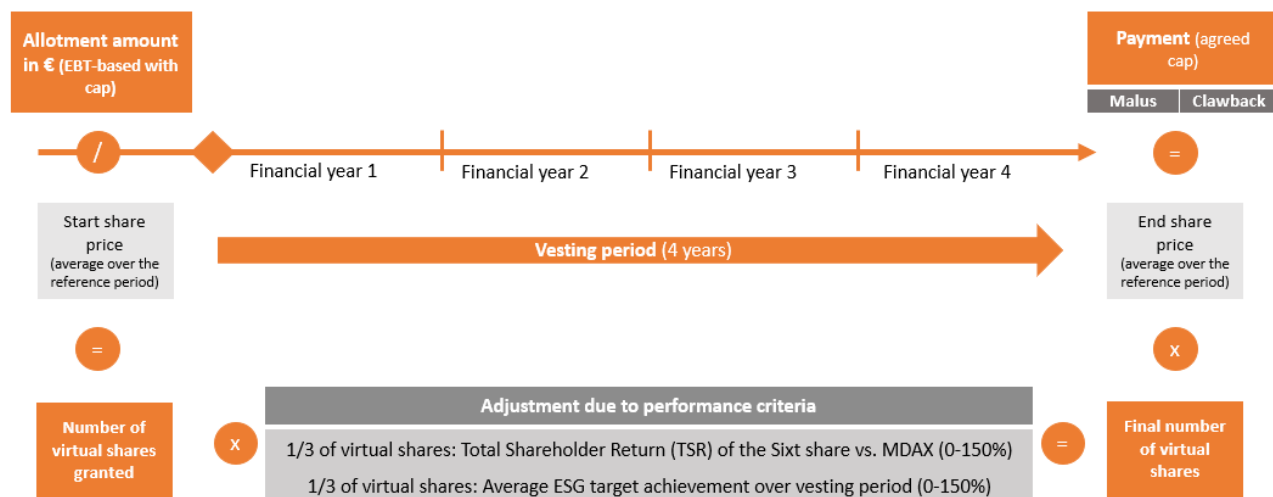 Allotment amount
in € (EBT-based with
cap)
Payment (agreed
cap)
Malus
Clawback
/
=
Financial year 1
Financial year 2
Financial year 3
Financial year 4
Start share
price
(average over the
reference period)
Vesting period (4 years)
End share
price
(average over the
reference period)
=
x
Number of
virtual shares
granted
x
Adjustment due to performance criteria
1/3 of virtual shares: Total Shareholder Return (TSR) of the Sixt share vs. MDAX (0-150%)
1/3 of virtual shares: Average ESG target achievement over vesting period (0-150%)
=
Final number
of virtual
shares